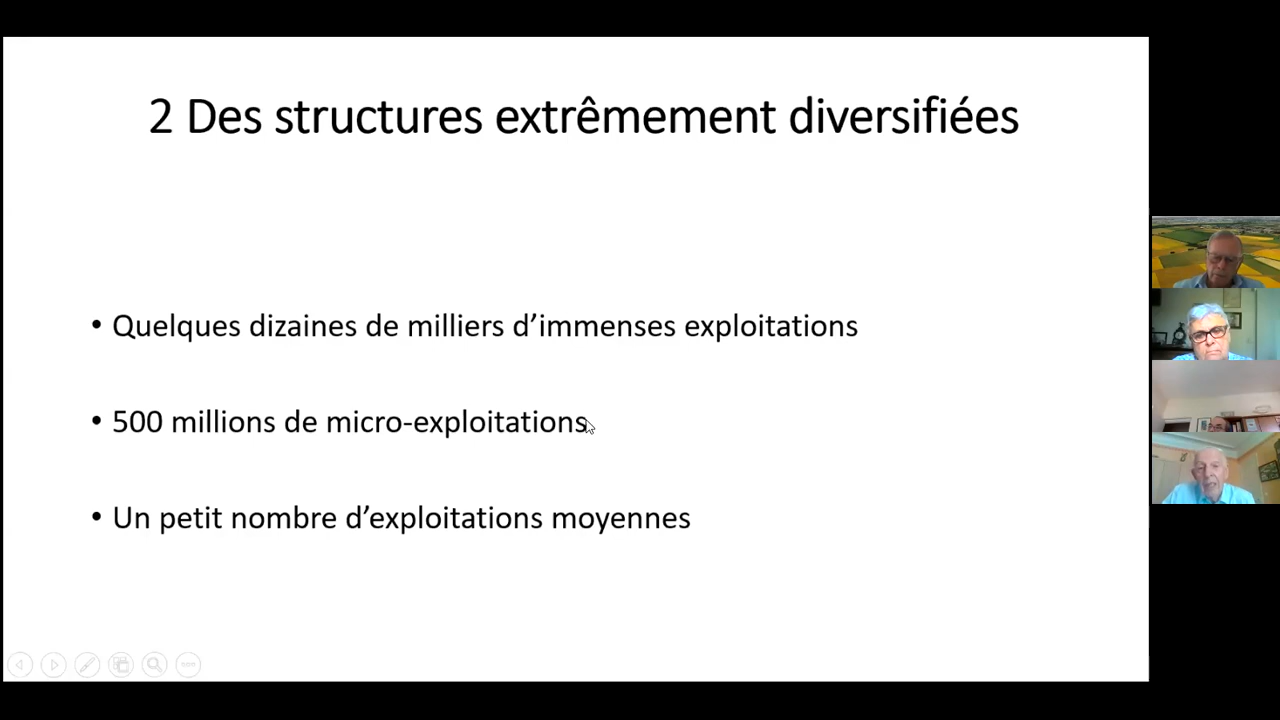 2 Des structures extrêmement diversifiées
• Quelques dizaines de milliers d’immenses exploitations
• 500 millions de micro-exploitations
• Un petit nombre d’exploitations moyennes